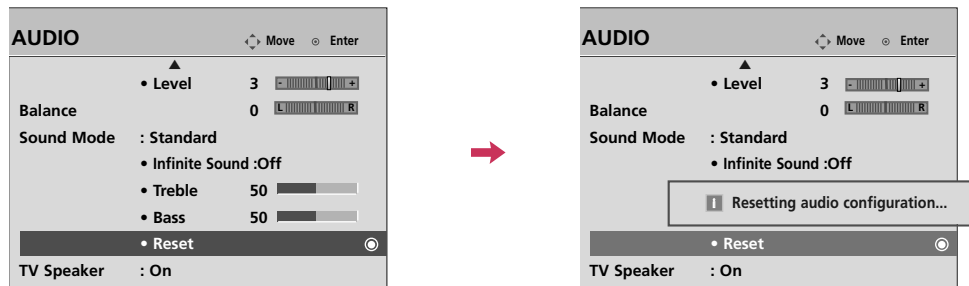 AUDIO Move Enter
• Level 3 - +
Balance 0 L R
Sound Mode : Standard
• Infinite Sound :Off
• Treble 50
• Bass 50
• Reset
TV Speaker : On
AUDIO Move Enter
• Level 3 - +
Balance 0 L R
Sound Mode : Standard
• Infinite Sound :Off
Resetting audio configuration...
• Reset
TV Speaker : On